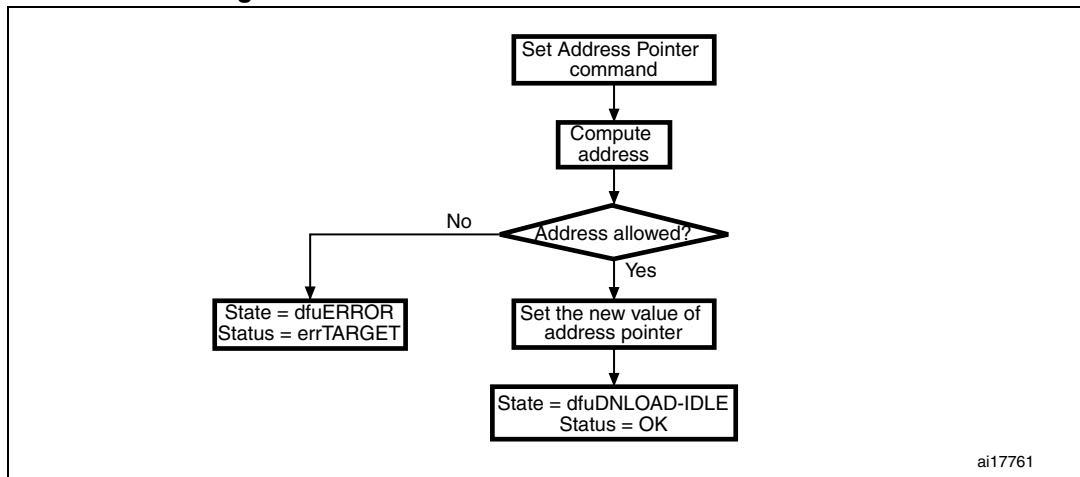 Set Address Pointer
command
Compute
address
Address allowed?
No
Yes
State = dfuERROR
Status = errTARGET
Set the new value of
address pointer
State = dfuDNLOAD-IDLE
Status = OK
ai17761